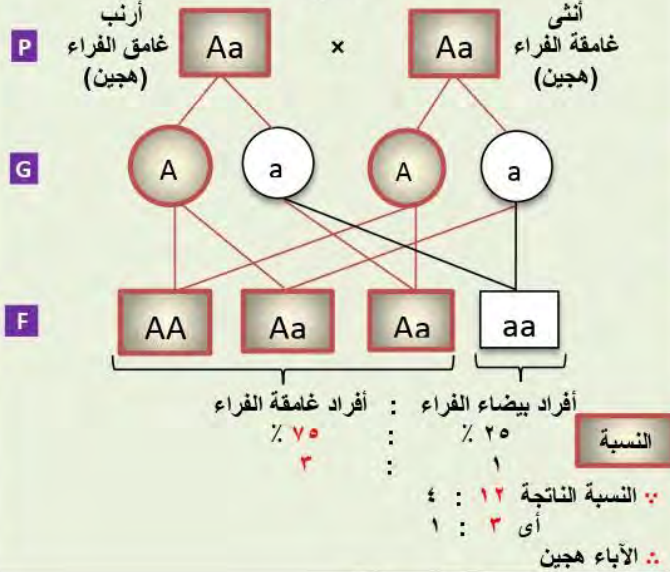 أنثى
غامقة الفراء
(هجين)
Aa
×
Aa
أرنب
غامق الفراء
(هجين)
P
G
A
a
A
a
F
AA
Aa
Aa
aa
أفراد بيضاء الفراء : أفراد غامقة الفراء
النسبة
٢٥ ٪ : ٧٥ ٪
١ : ٣
∵ النسبة الناتجة ١٢ : ٤
أى ٣ : ١
∴ الآباء هجين